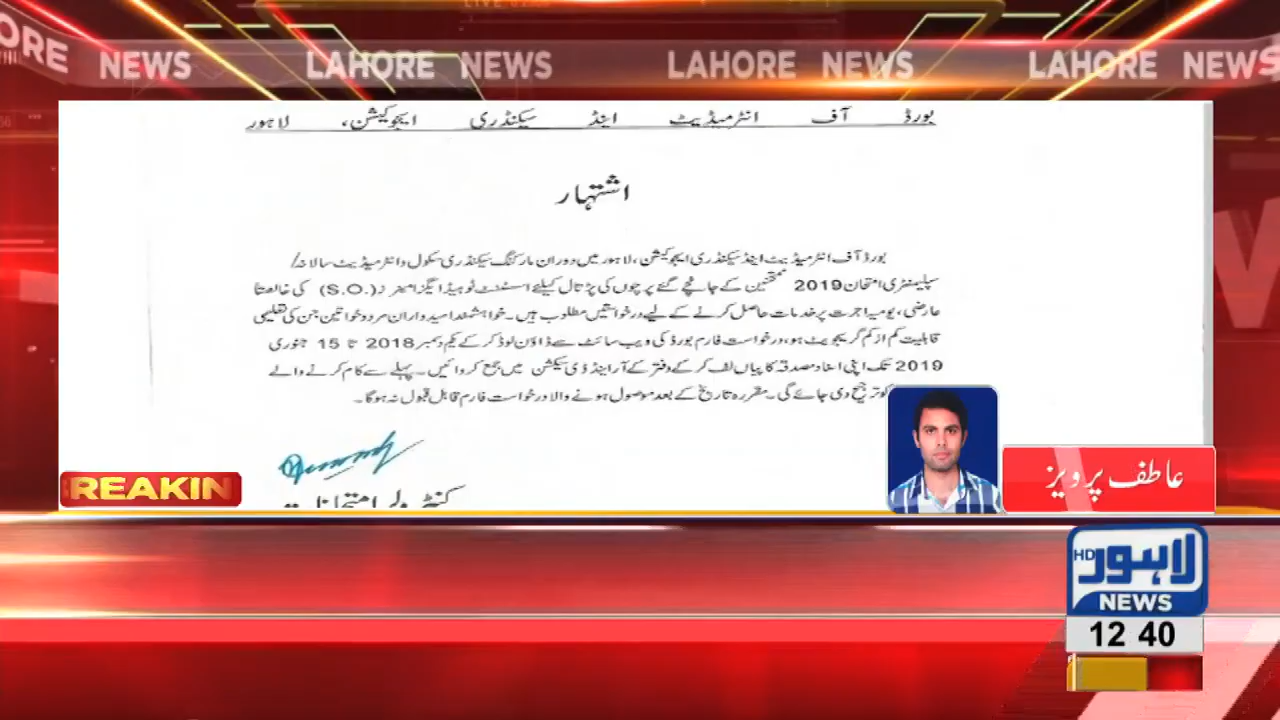 ORE NEWS LAHORE NEWS LAHORE NEWS LAHORE NEWS
بورڈ آف انٹرمیڈیٹ اینڈ سیکنڈری ایجوکیشن، لاہور
اشتہار
بورڈ آف انٹرمیڈیٹ اینڈ سیکنڈری ایجوکیشن، لاہور میں دوران مارکنگ سیکنڈری سکول و انٹرمیڈیٹ سالانہ/
سپلیمنٹری امتحان 2019 ممتحنین کے جانچے گئے پرچوں کی پڑتال کیلئے اسسٹنٹ ٹو ہیڈ ایگزامینرز (S.O.) کی خالصتاً
عارضی، یومیہ اجرت پر خدمات حاصل کرنے کے لیے درخواستیں مطلوب ہیں۔ خواہشمند امیدواران مرد و خواتین جن کی تعلیمی
قابلیت کم از کم گریجویٹ ہو، درخواست فارم بورڈ کی ویب سائٹ سے ڈاؤن لوڈ کر کے یکم دسمبر 2018 تا 15 جنوری
2019 تک اپنی اسناد مصدقہ کاپیاں لف کر کے دفتر کے آر اینڈ ڈی سیکشن میں جمع کروائیں۔ پہلے سے کام کرنے والے
کو ترجیح دی جائے گی۔ مقررہ تاریخ کے بعد موصول ہونے والا درخواست فارم قابل قبول نہ ہوگا۔
کنٹرولر امتحانات
REAKIN
عاطف پرویز
لاہور HD
NEWS
12 40